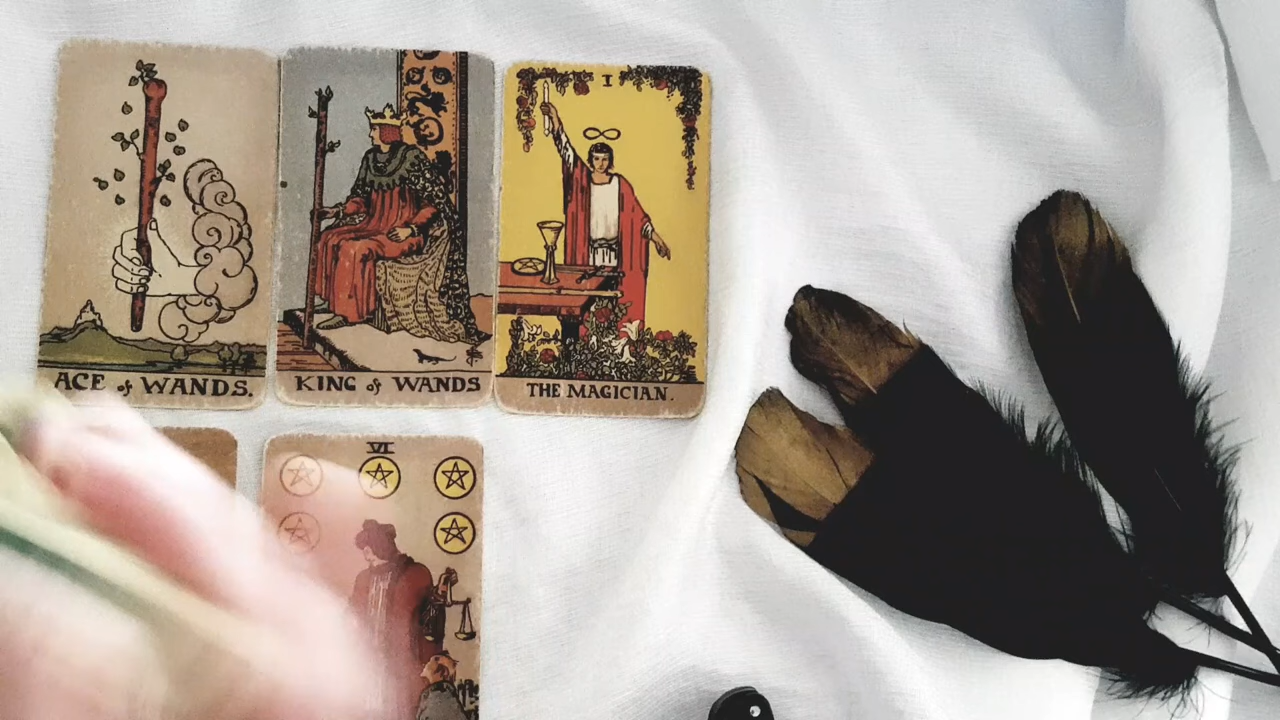 I
ACE of WANDS.
KING of WANDS
THE MAGICIAN.
VI